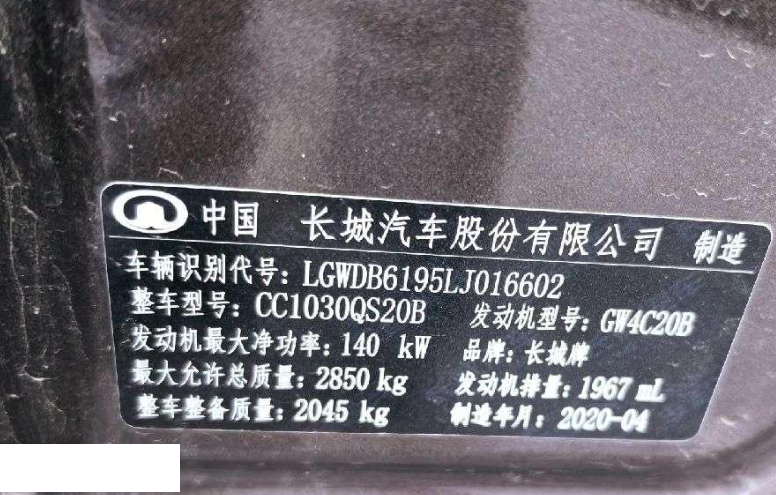 中国 长城汽车股份有限公司 制造
车辆识别代号：LGWDB6195LJ016602
整车型号：CC1030QS20B 发动机型号：GW4C20B
发动机最大净功率：140 kW 品牌：长城牌
最大允许总质量：2850 kg 发动机排量：1967 mL
整车整备质量：2045 kg 制造年月：2020-04